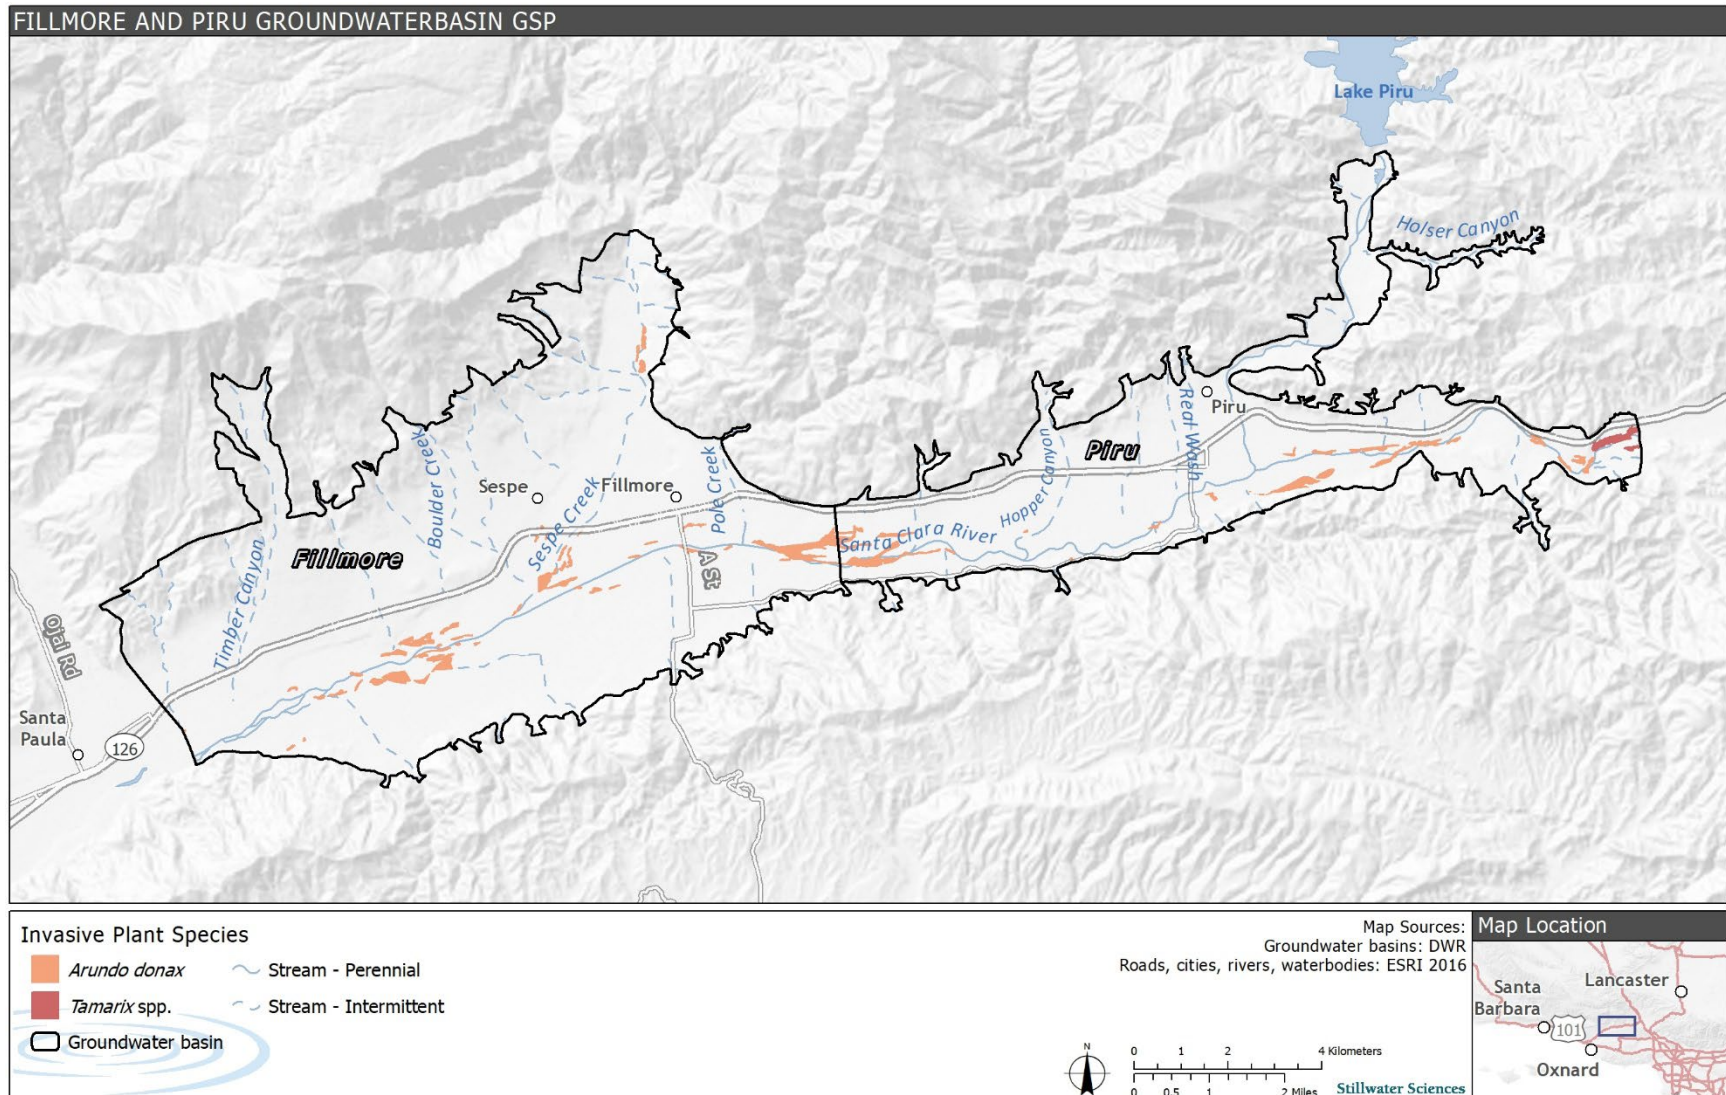 FILLMORE AND PIRU GROUNDWATERBASIN GSP
Lake Piru
Holser Canyon
Piru
Real Wash
Piru
Hopper Canyon
Boulder Creek
Sespe
Fillmore
Sespe Creek
Pole Creek
Santa Clara River
Fillmore
A St
Timber Canyon
Ojai Rd
Santa
Paula
126
Invasive Plant Species
Arundo donax
Tamarix spp.
Groundwater basin
Stream - Perennial
Stream - Intermittent
Map Sources:
Groundwater basins: DWR
Roads, cities, rivers, waterbodies: ESRI 2016
N
0 1 2 4 Kilometers
0 0.5 1 2 Miles
Stillwater Sciences
Map Location
Santa
Barbara
Lancaster
101
Oxnard